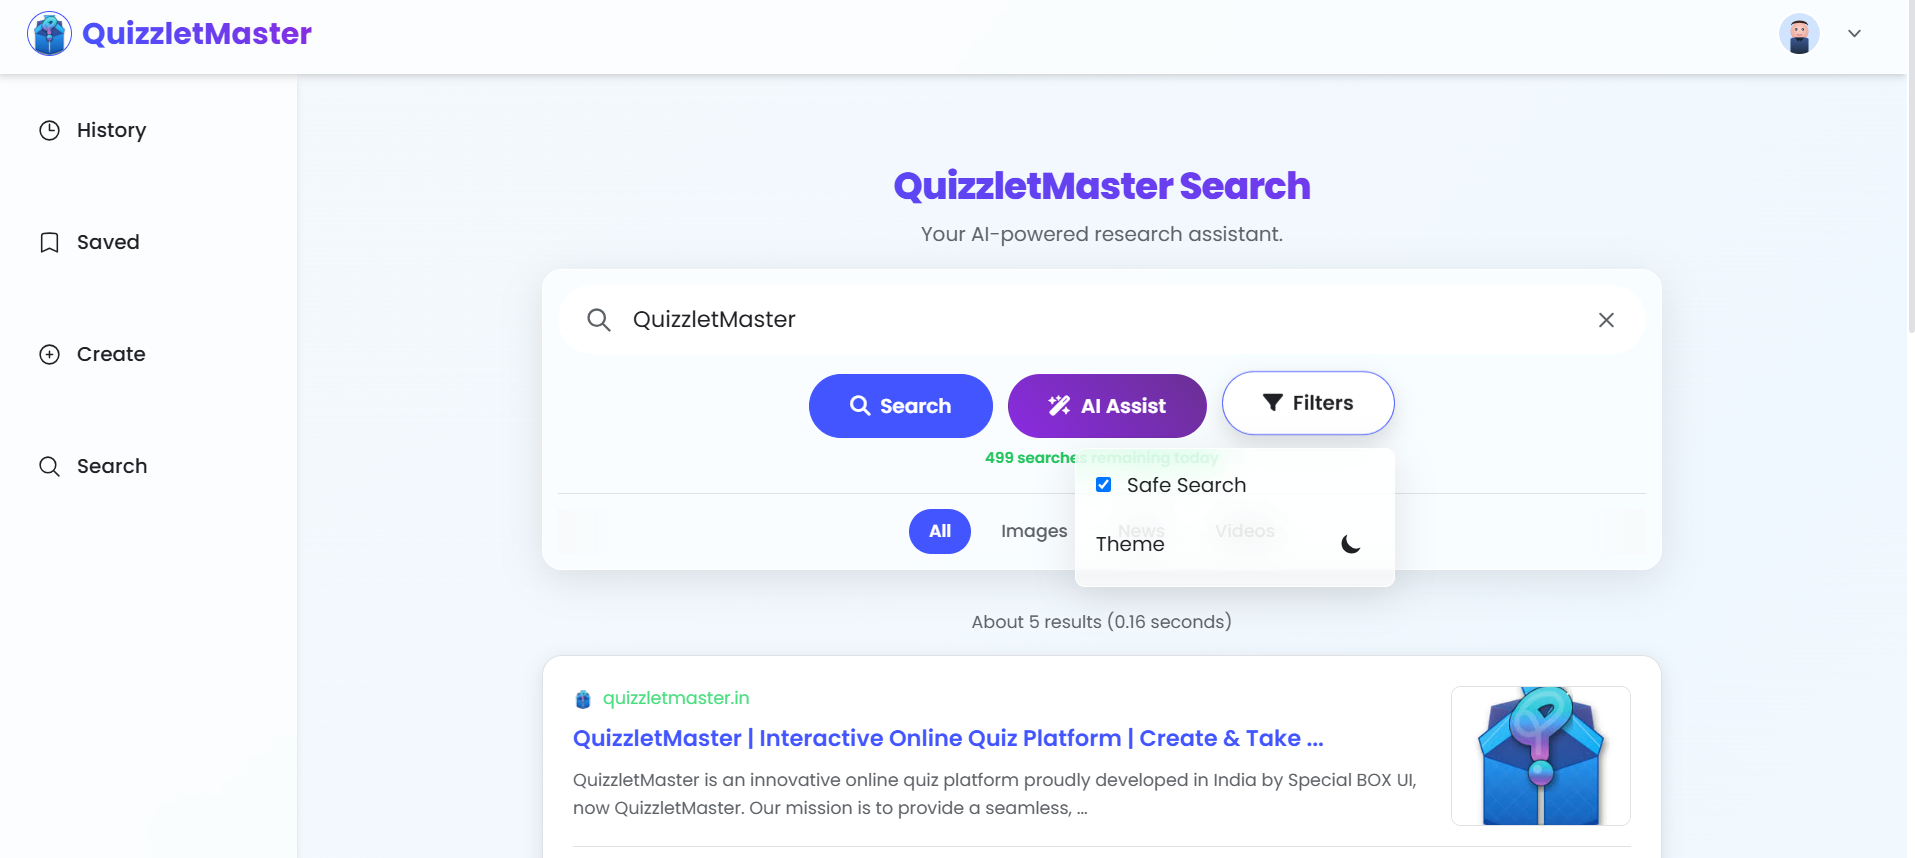 QuizzletMaster
History
Saved
Create
Search
QuizzletMaster Search
Your AI-powered research assistant.
QuizzletMaster
Search
AI Assist
Filters
499 searches remaining today
Safe Search
Theme
All
Images
News
Videos
About 5 results (0.16 seconds)
quizzletmaster.in
QuizzletMaster | Interactive Online Quiz Platform | Create & Take ...
QuizzletMaster is an innovative online quiz platform proudly developed in India by Special BOX UI,
now QuizzletMaster. Our mission is to provide a seamless, ...